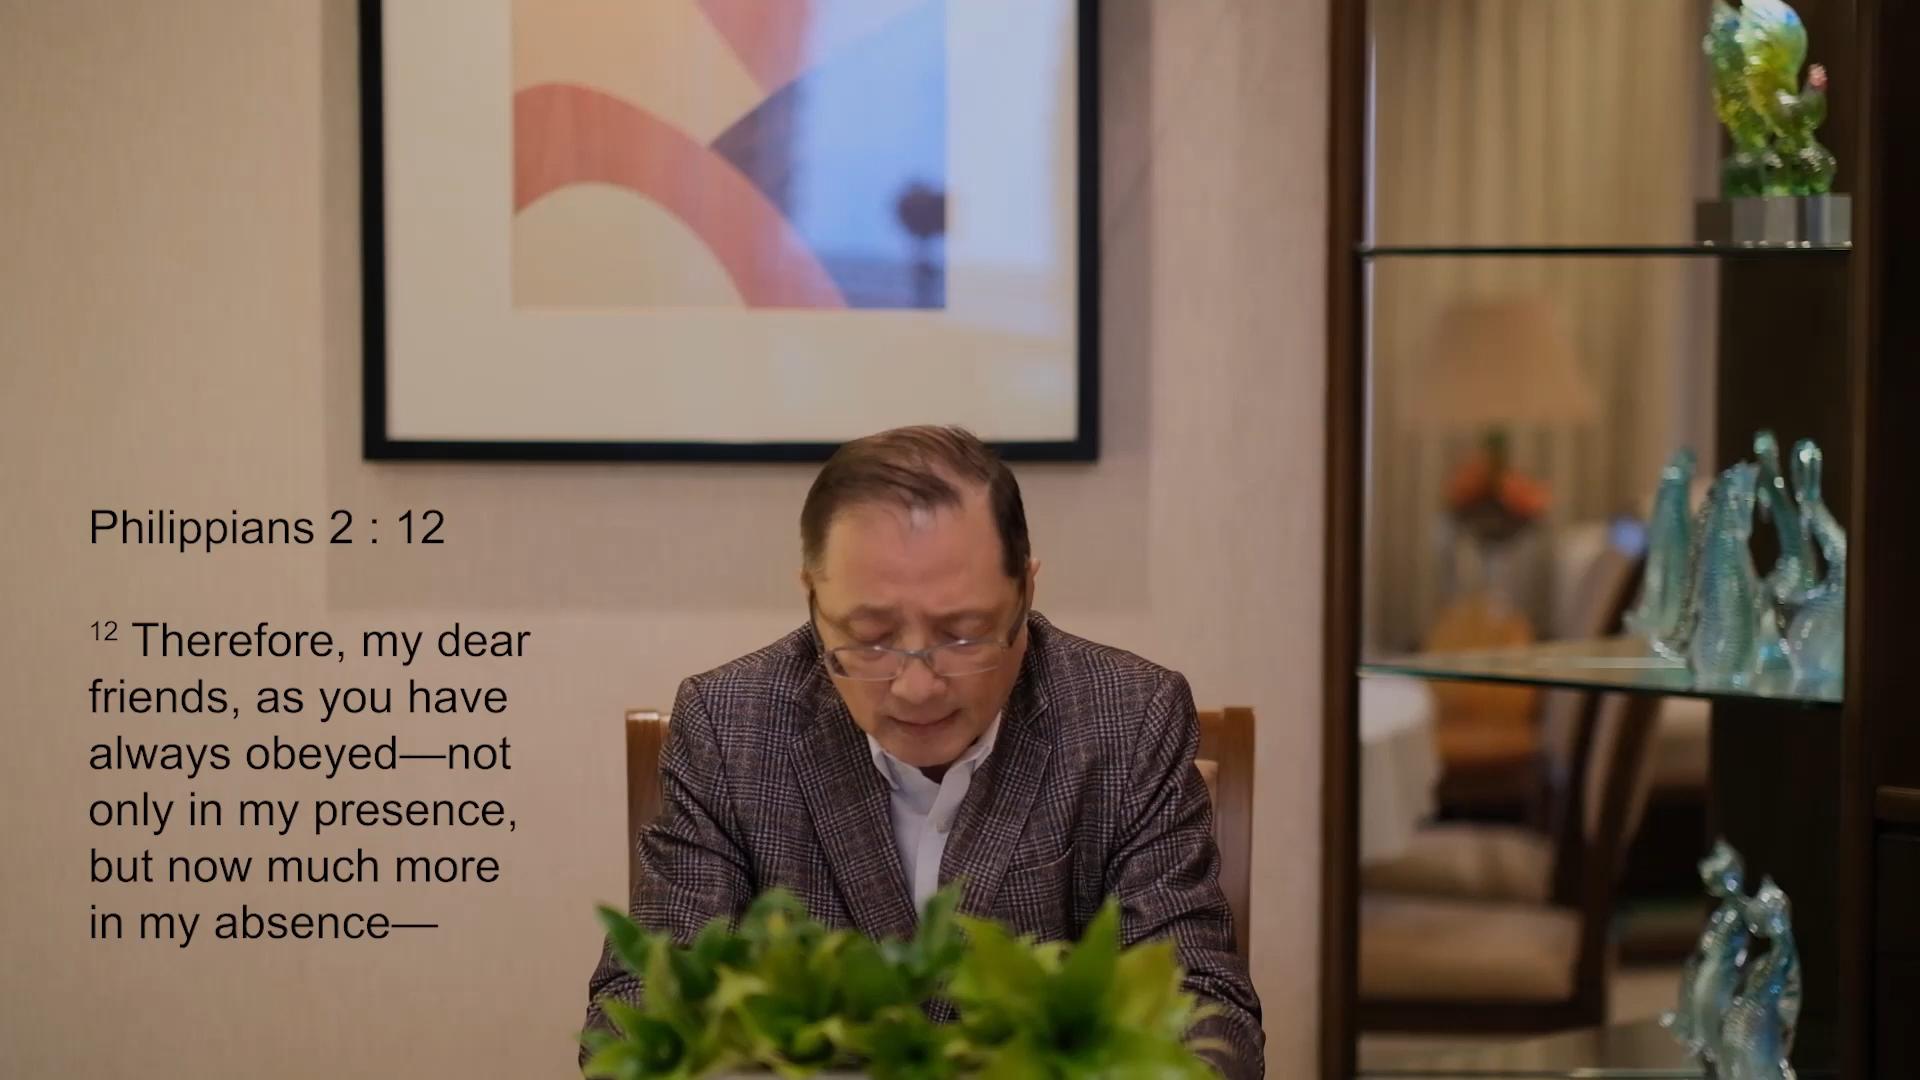 Philippians 2 : 12
12 Therefore, my dear
friends, as you have
always obeyed—not
only in my presence,
but now much more
in my absence—